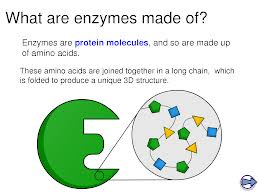 What are enzymes made of?
Enzymes are protein molecules, and so are made up
of amino acids.
These amino acids are joined together in a long chain, which
is folded to produce a unique 3D structure.